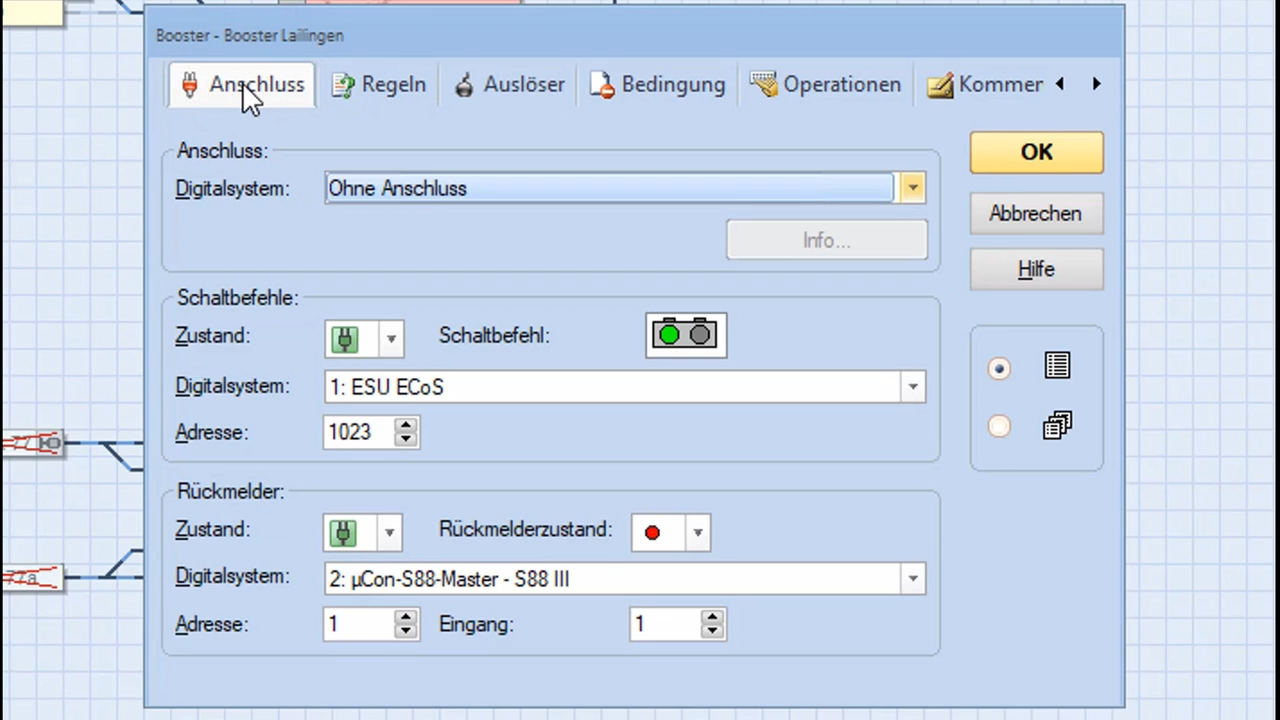 Booster - Booster Lailingen
Anschluss Regeln Auslöser Bedingung Operationen Kommer
Anschluss:
Digitalsystem: Ohne Anschluss
Info...
OK
Abbrechen
Hilfe
Schaltbefehle:
Zustand: Schaltbefehl:
Digitalsystem: 1: ESU ECoS
Adresse: 1023
Rückmelder:
Zustand: Rückmelderzustand:
Digitalsystem: 2: µCon-S88-Master - S88 III
Adresse: 1 Eingang: 1